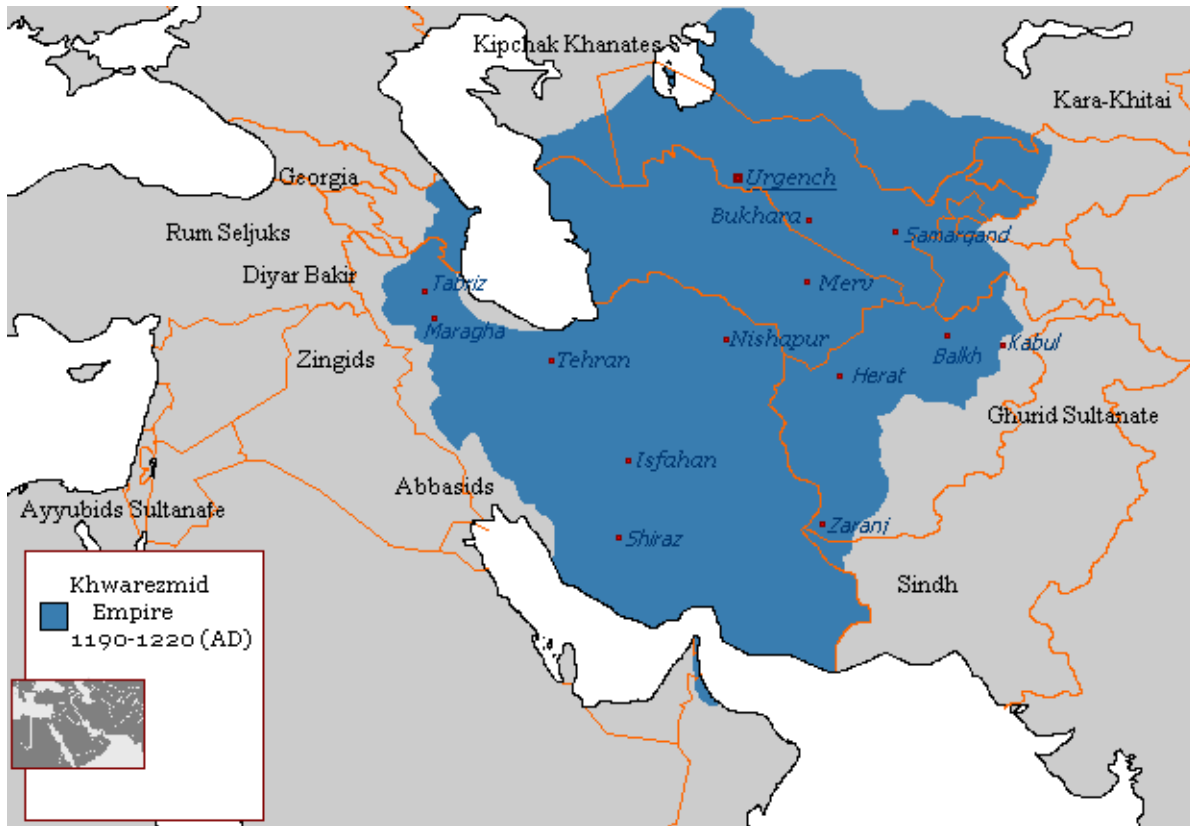 Kipchak Khanates
Kara-Khitai
Georgia
Urgench
Bukhara
Samarqand
Rum Seljuks
Diyar Bakir
Tabriz
Merv
Maragha
Nishapur
Balkh
Kabul
Zingids
Tehran
Herat
Ghurid Sultanate
Isfahan
Abbasids
Ayyubids Sultanate
Zaranj
Shiraz
Sindh
Khwarezmid
Empire
1190-1220 (AD)